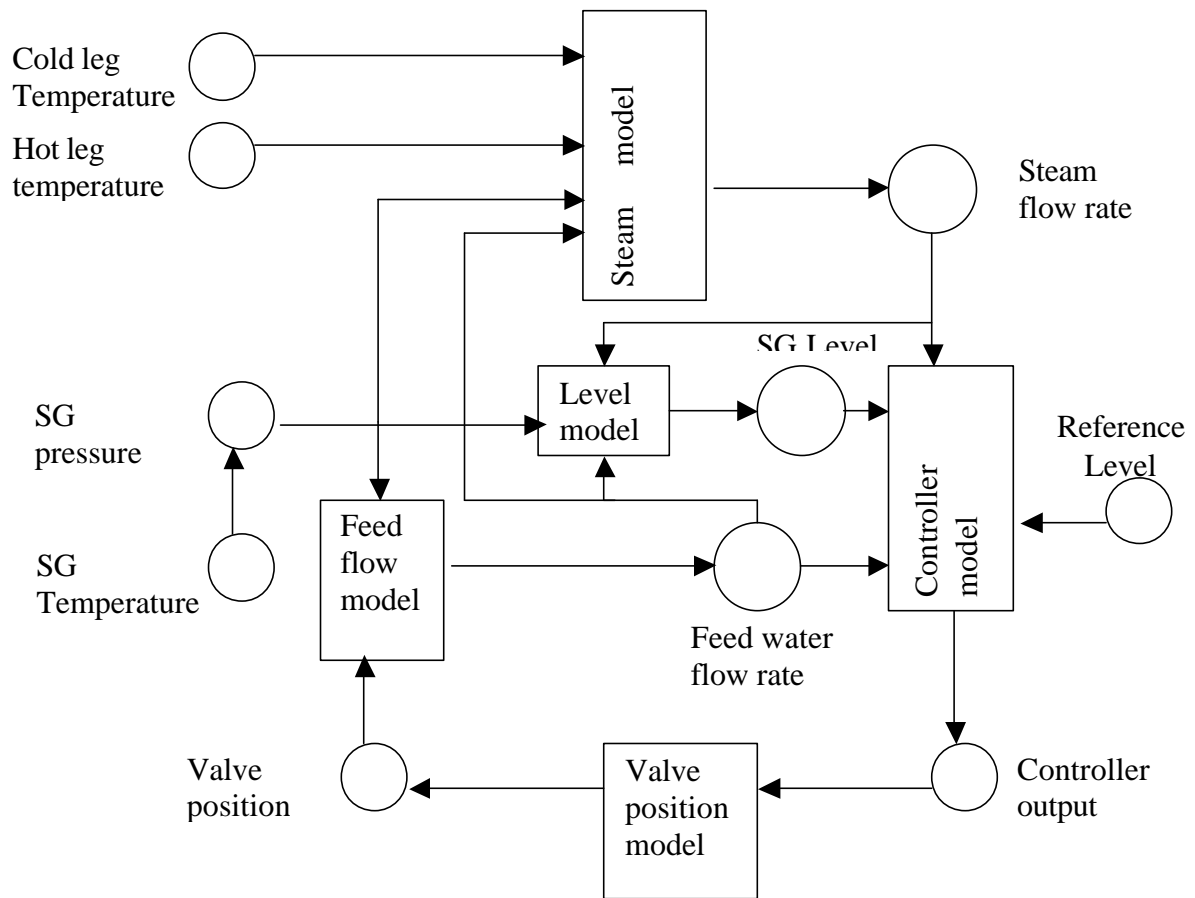 Cold leg
Temperature
Hot leg
temperature
Steam model
Steam
flow rate
SG Level
Level
model
SG
pressure
Reference
Level
Controller
model
Feed
flow
model
SG
Temperature
Feed water
flow rate
Valve
position
Valve
position
model
Controller
output